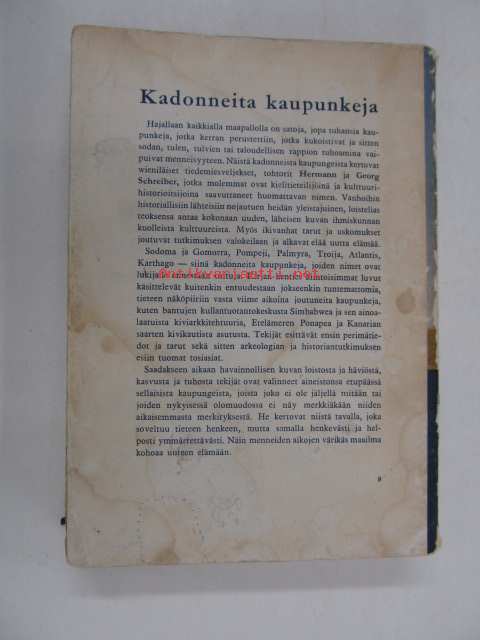 Kadonneita kaupunkeja
Hajallaan kaikkialla maapallolla on satoja, jopa tuhansia kau-
punkeja, jotka kerran perustettiin, jotka kukoistivat ja sitten
sodan, tulen, tulvien tai taloudellisen rappion tuhoamina vai-
puivat menneisyyteen. Näistä kadonneista kaupungeista kertovat
wieniläiset tiedemiesveljekset, tohtorit Hermann ja Georg
Schreiber, jotka molemmat ovat kielitieteilijöinä ja kulttuuri-
historioitsijoina saavuttaneet huomattavan nimen. Vanhoihin
historiallisiin lähteisiin nojautuen heidän yleistajuinen, loistelias
teoksensa antaa kokonaan uuden, läheisen kuvan ihmiskunnan
kuolleista kulttuureista. Myös ikivanhat tarut ja uskomukset
joutuvät tutkimuksen valokeilaan ja alkavat elää uutta elämää.
Sodoma ja Gomorra, Pompeji, Palmyra, Troija, Atlantis,
Karthago — siinä kadonneita kaupunkeja, joiden nimet ovat
antikvariaatti.net
käsittelevät kuitenkin entuudestaan jokseenkin tuntemattomia,
tieteen näköpiiriin vasta viime aikoina joutuneita kaupunkeja,
kuten bantujen kullantuotantokeskusta Simbabwea ja sen ainoa-
laatuista kiviarkkitehtuuria, Etelämeren Ponapea ja Kanarian
saarten kivikautista asutusta. Tekijät esittävät ensin perimätie-
dot ja tarut sekä sitten arkeologian ja historiantutkimuksen
esiin tuomat tosiasiat.
Saadakseen aikaan havainnollisen kuvan loistosta ja häviöstä,
kasvusta ja tuhosta tekijät ovat valinneet aineistonsa etupäässä
sellaisista kaupungeista, joista joko ei ole jäljellä mitään tai
joiden nykyisessä olomuodossa ei näy merkkiäkään niiden
aikaisemmasta merkityksestä. He kertovat niistä tavalla, joka
soveltuu tieteen henkeen, mutta samalla henkevästi ja hel-
posti ymmärrettävästi. Näin menneiden aikojen värikäs maailma
kohoaa uuteen elämään.